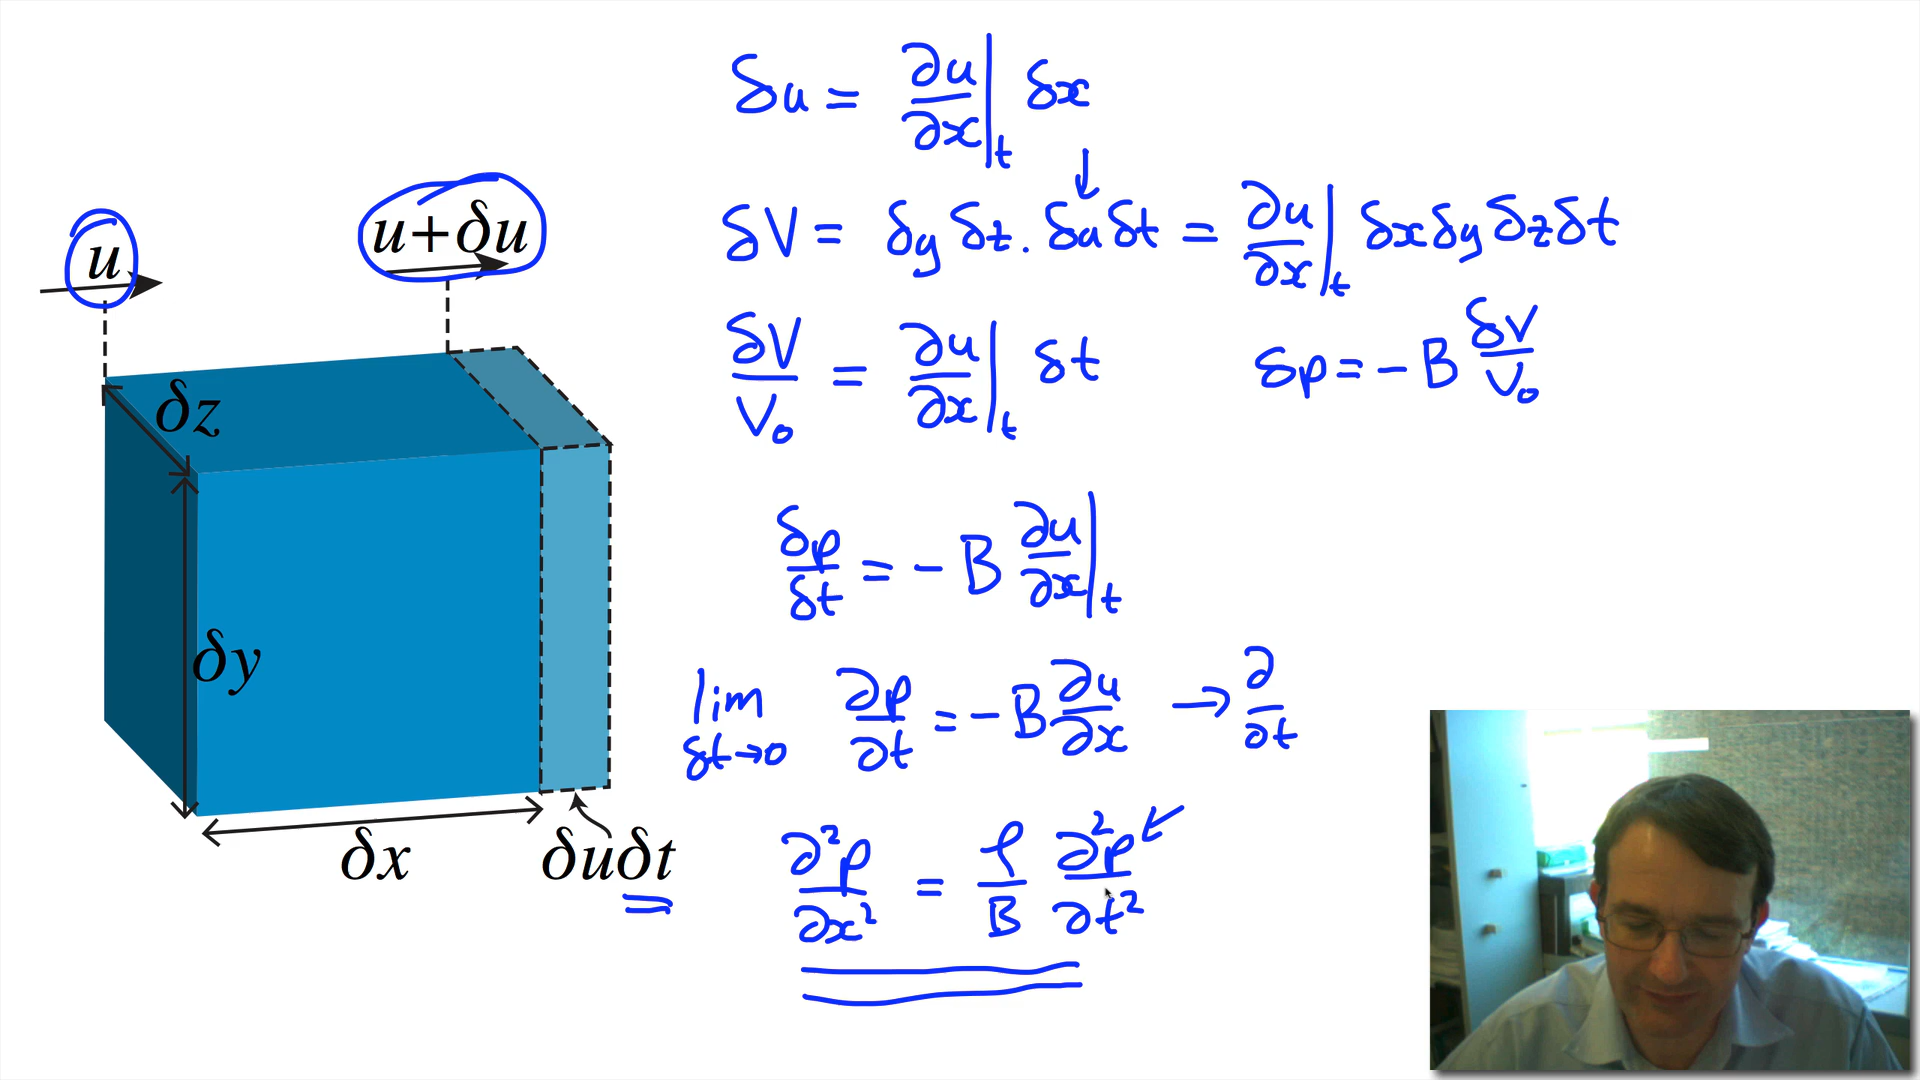 δu = ∂u/∂x|t δx
↓
δV = δy δz . δu δt = ∂u/∂x|t δx δy δz δt
δV/V₀ = ∂u/∂x|t δt
δp = -B δV/V₀
δp/δt = -B ∂u/∂x|t
lim δt→0 ∂p/∂t = -B ∂u/∂x → ∂/∂t
∂²p/∂x² = ρ/B ∂²p/∂t²
u
u+δu
δz
δy
δx
δuδt